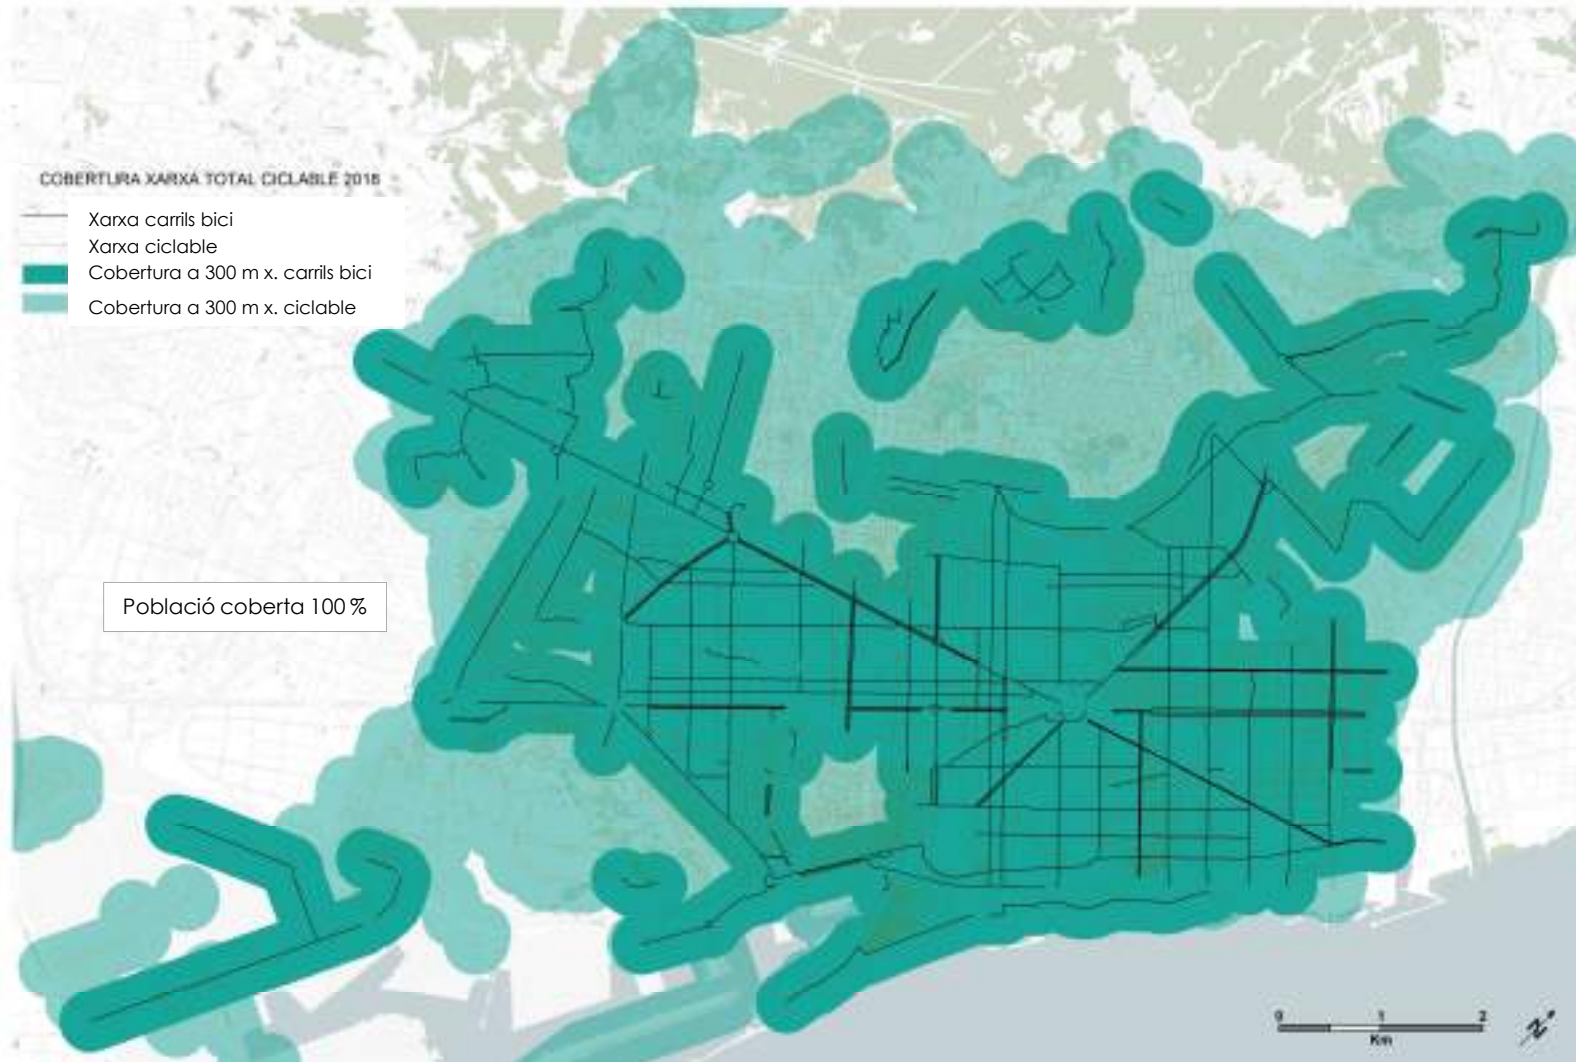 COBERTURA XARXA TOTAL CICLABLE 2018
Xarxa carrils bici
Xarxa ciclable
Cobertura a 300 m x. carrils bici
Cobertura a 300 m x. ciclable
Població coberta 100 %
0 1 2
Km
N